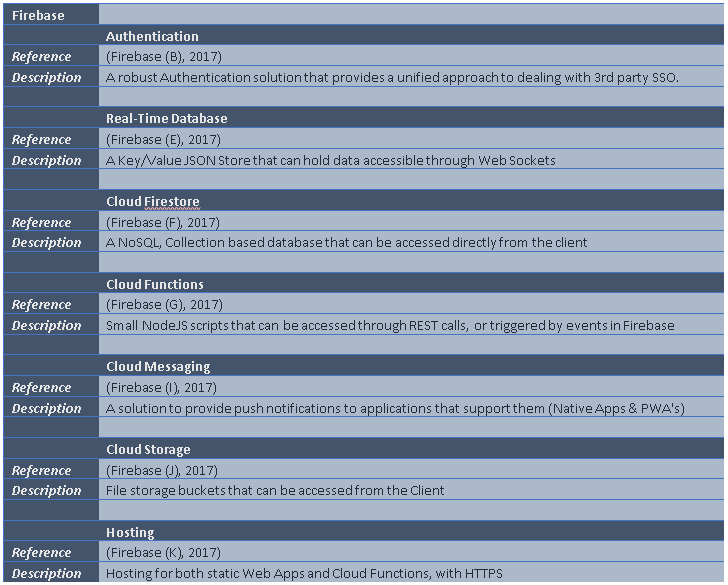 Firebase
Authentication
Reference (Firebase (B), 2017)
Description A robust Authentication solution that provides a unified approach to dealing with 3rd party SSO.
Real-Time Database
Reference (Firebase (E), 2017)
Description A Key/Value JSON Store that can hold data accessible through Web Sockets
Cloud Firestore
Reference (Firebase (F), 2017)
Description A NoSQL, Collection based database that can be accessed directly from the client
Cloud Functions
Reference (Firebase (G), 2017)
Description Small NodeJS scripts that can be accessed through REST calls, or triggered by events in Firebase
Cloud Messaging
Reference (Firebase (I), 2017)
Description A solution to provide push notifications to applications that support them (Native Apps & PWA's)
Cloud Storage
Reference (Firebase (J), 2017)
Description File storage buckets that can be accessed from the Client
Hosting
Reference (Firebase (K), 2017)
Description Hosting for both static Web Apps and Cloud Functions, with HTTPS